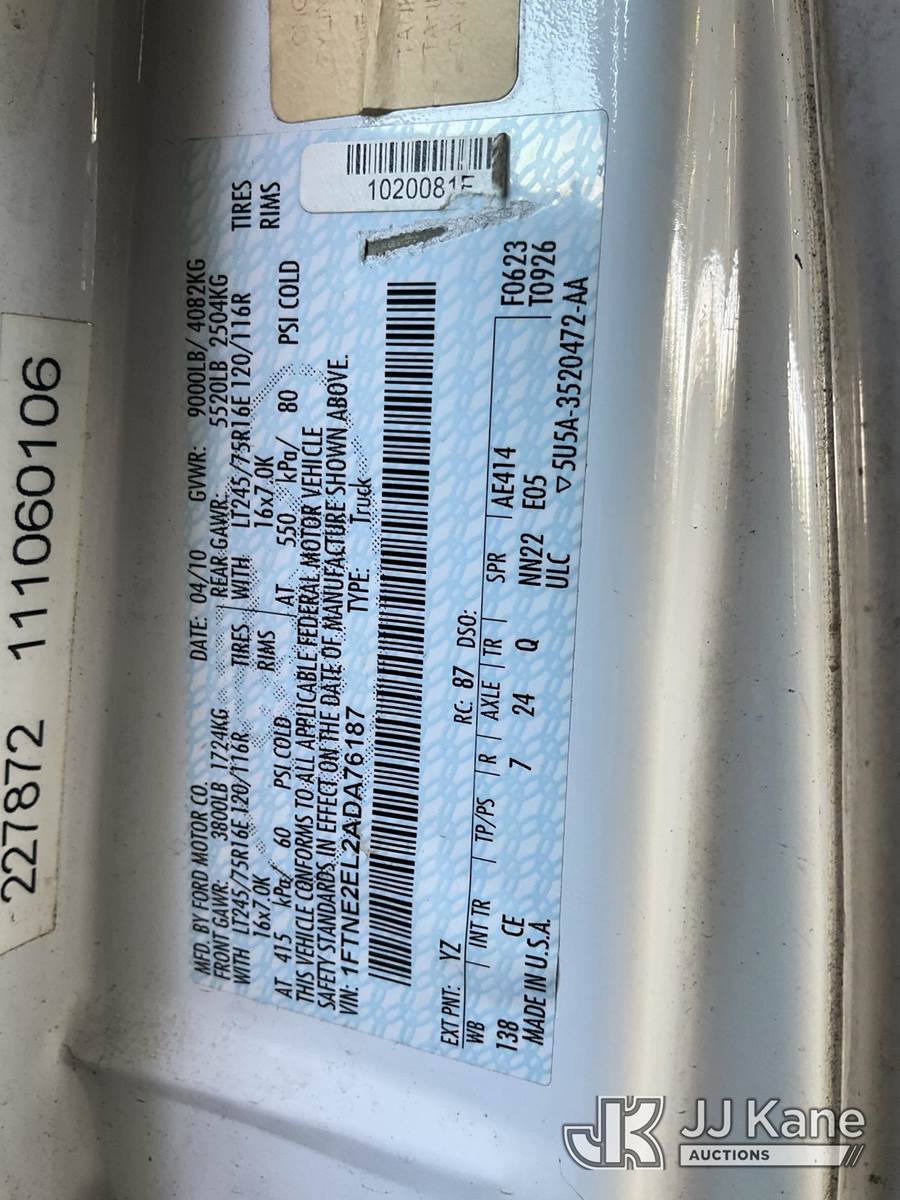 227872 111060106
MFD. BY FORD MOTOR CO. DATE: 04/10 GVWR: 9000LB/ 4082KG
FRONT GAWR: 3800LB 1724KG REAR GAWR: 5520LB 2504KG
WITH LT245/75R16E 120/116R TIRES WITH LT245/75R16E 120/116R TIRES
16x7.0K RIMS 16x7.0K RIMS
AT 415 kPa/ 60 PSI COLD AT 550 kPa/ 80 PSI COLD
THIS VEHICLE CONFORMS TO ALL APPLICABLE FEDERAL MOTOR VEHICLE
SAFETY STANDARDS IN EFFECT ON THE DATE OF MANUFACTURE SHOWN ABOVE.
VIN: 1FTNE2EL2ADA76187 TYPE: Truck
1020081
F0623
T0926
EXT PNT: YZ RC: 87 DSO:
WB INT TR TP/PS R AXLE TR SPR AE414
138 CE 7 24 Q NN22 E05
MADE IN U.S.A. ULC ▽5U5A-3520472-AA
JK JJ Kane
AUCTIONS